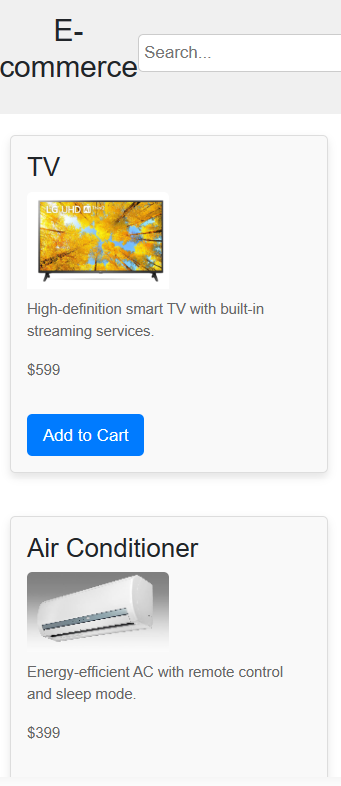 E-
commerce
Search...
TV
LG UHD AI
High-definition smart TV with built-in
streaming services.
$599
Add to Cart
Air Conditioner
Energy-efficient AC with remote control
and sleep mode.
$399